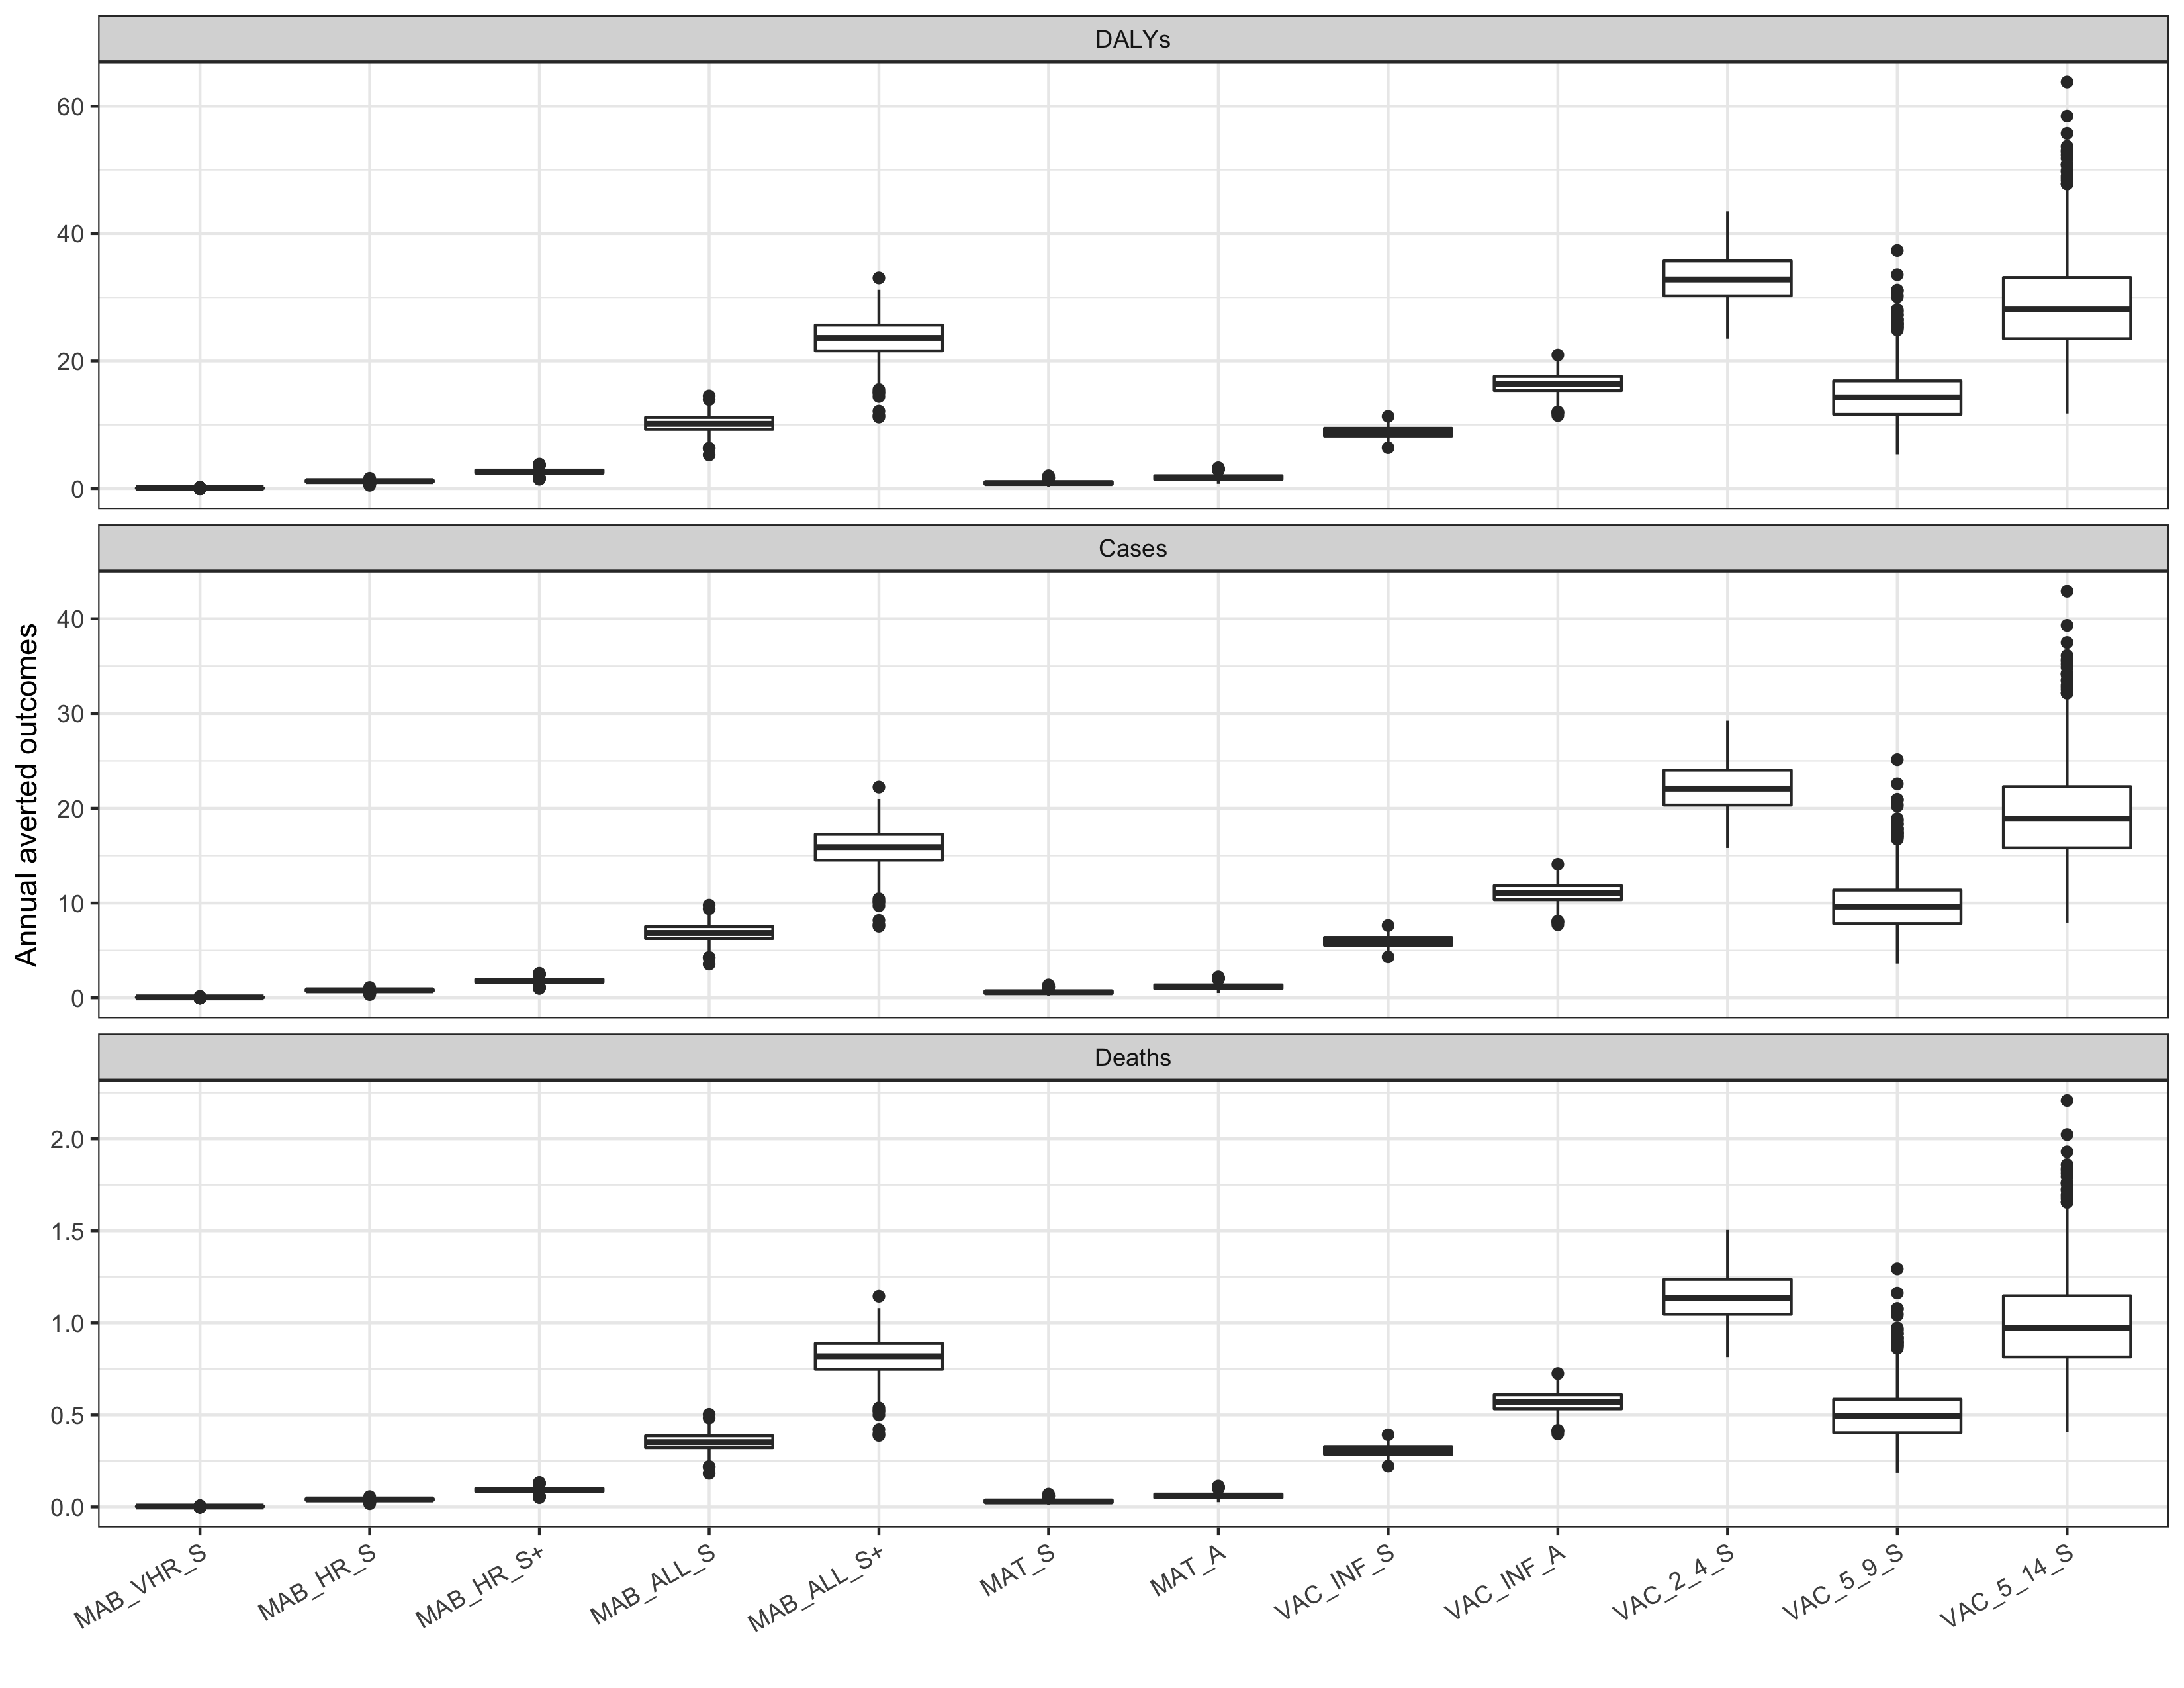 DALYs
60
40
20
0
Cases
40
30
20
10
0
Annual averted outcomes
Deaths
2.0
1.5
1.0
0.5
0.0
MAB_VHR_S
MAB_HR_S
MAB_HR_S+
MAB_ALL_S
MAB_ALL_S+
MAT_S
MAT_A
VAC_INF_S
VAC_INF_A
VAC_2_4_S
VAC_5_9_S
VAC_5_14_S